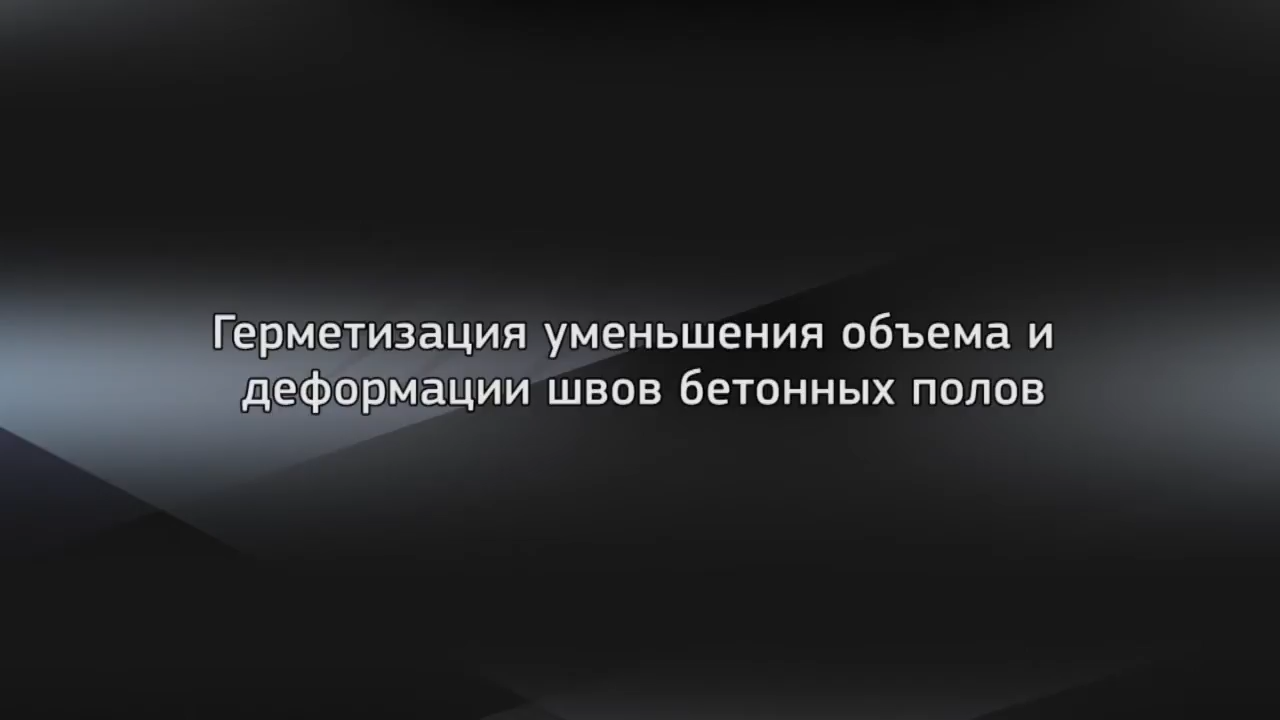 Герметизация уменьшения объема и
деформации швов бетонных полов